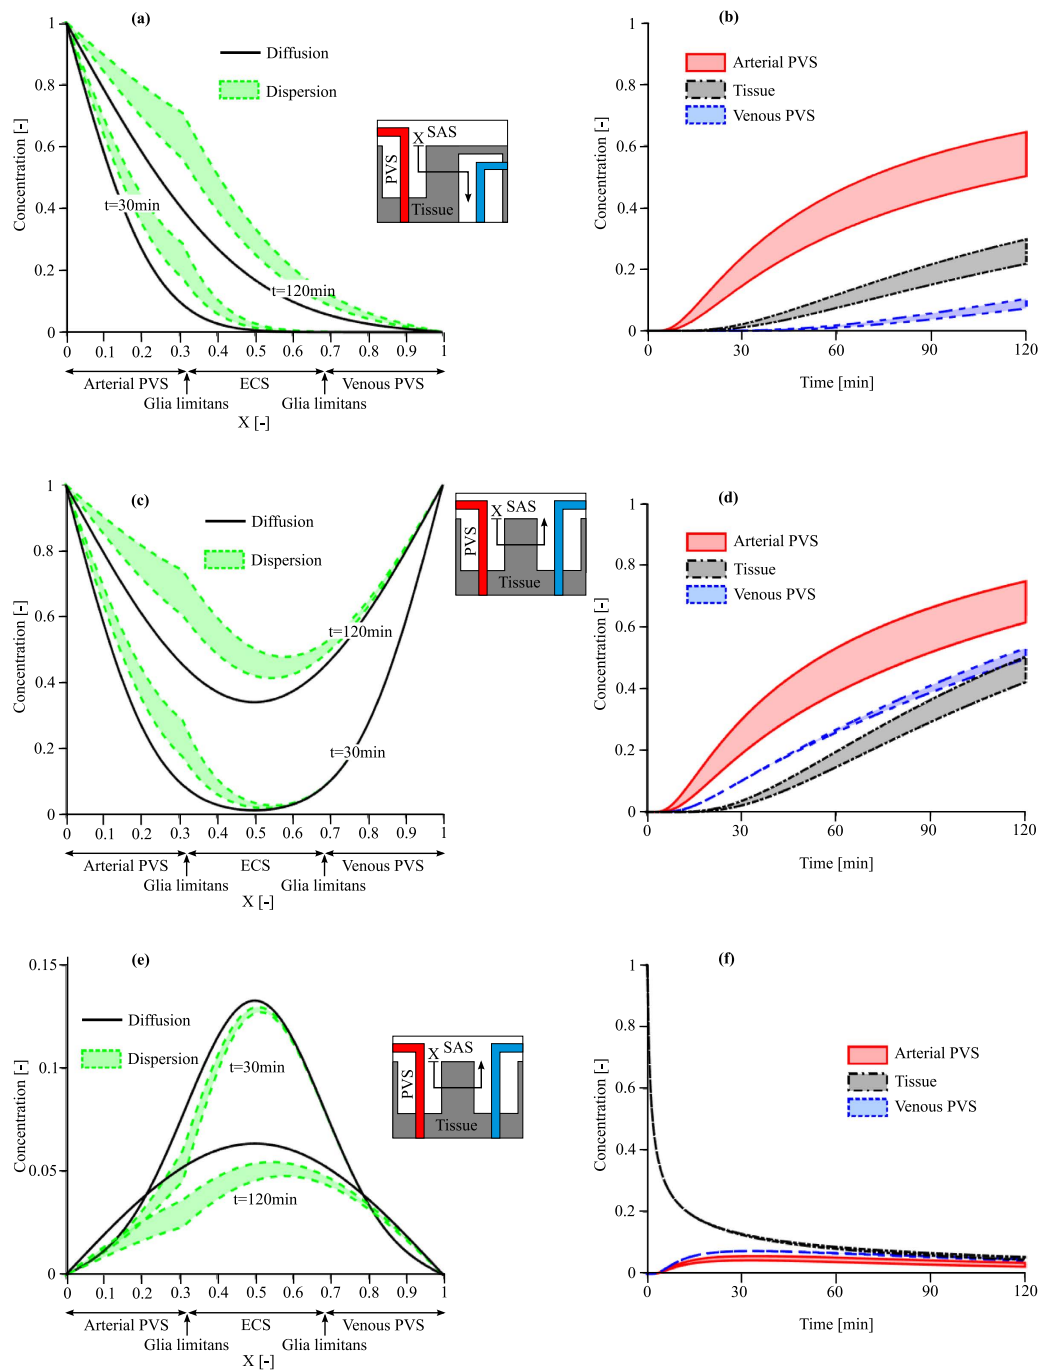 (a)
1
0.8
0.6
0.4
0.2
0
Concentration [-]
Diffusion
Dispersion
t=30min
t=120min
X
SAS
PVS
Tissue
0 0.1 0.2 0.3 0.4 0.5 0.6 0.7 0.8 0.9 1
Arterial PVS ECS Venous PVS
Glia limitans Glia limitans
X [-]
(b)
1
0.8
0.6
0.4
0.2
0
Concentration [-]
Arterial PVS
Tissue
Venous PVS
0 30 60 90 120
Time [min]
(c)
1
0.8
0.6
0.4
0.2
0
Concentration [-]
Diffusion
Dispersion
t=120min
t=30min
X
SAS
PVS
Tissue
0 0.1 0.2 0.3 0.4 0.5 0.6 0.7 0.8 0.9 1
Arterial PVS ECS Venous PVS
Glia limitans Glia limitans
X [-]
(d)
1
0.8
0.6
0.4
0.2
0
Concentration [-]
Arterial PVS
Tissue
Venous PVS
0 30 60 90 120
Time [min]
(e)
0.15
0.1
0.05
0
Concentration [-]
Diffusion
Dispersion
t=30min
t=120min
X
SAS
PVS
Tissue
0 0.1 0.2 0.3 0.4 0.5 0.6 0.7 0.8 0.9 1
Arterial PVS ECS Venous PVS
Glia limitans Glia limitans
X [-]
(f)
1
0.8
0.6
0.4
0.2
0
Concentration [-]
Arterial PVS
Tissue
Venous PVS
0 30 60 90 120
Time [min]